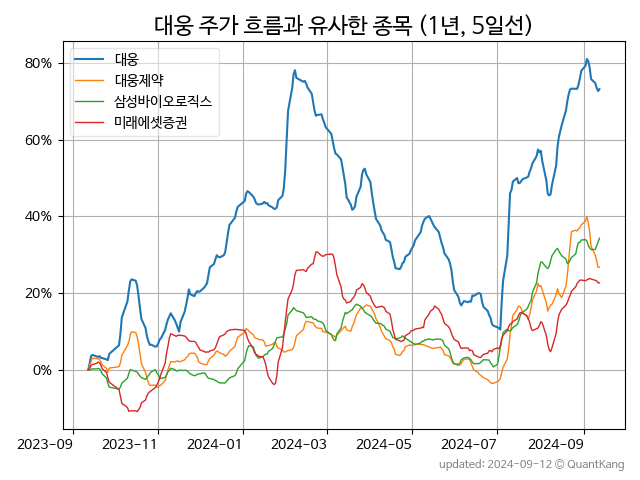 대웅 주가 흐름과 유사한 종목 (1년, 5일선)
대웅
대웅제약
삼성바이오로직스
미래에셋증권
80%
60%
40%
20%
0%
2023-09 2023-11 2024-01 2024-03 2024-05 2024-07 2024-09
updated: 2024-09-12 © QuantKang